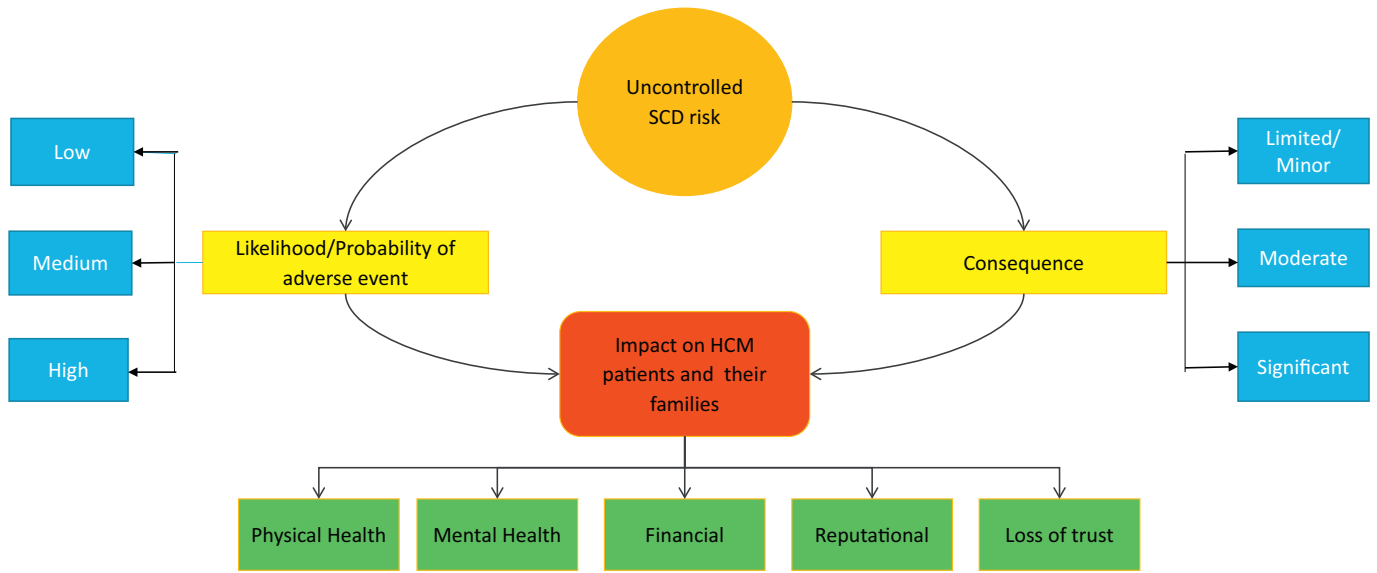 Uncontrolled
SCD risk
Low
Medium
High
Likelihood/Probability of
adverse event
Consequence
Limited/
Minor
Moderate
Significant
Impact on HCM
patients and their
families
Physical Health
Mental Health
Financial
Reputational
Loss of trust